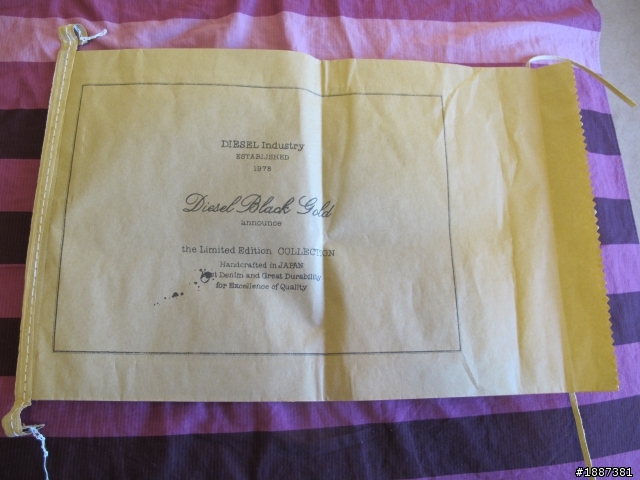 DIESEL Industry
ESTABLISHED
1978
Diesel Black Gold
announce
the Limited Edition COLLECTION
Handcrafted in JAPAN
Denim and Great Durability
for Excellence of Quality
#1887381